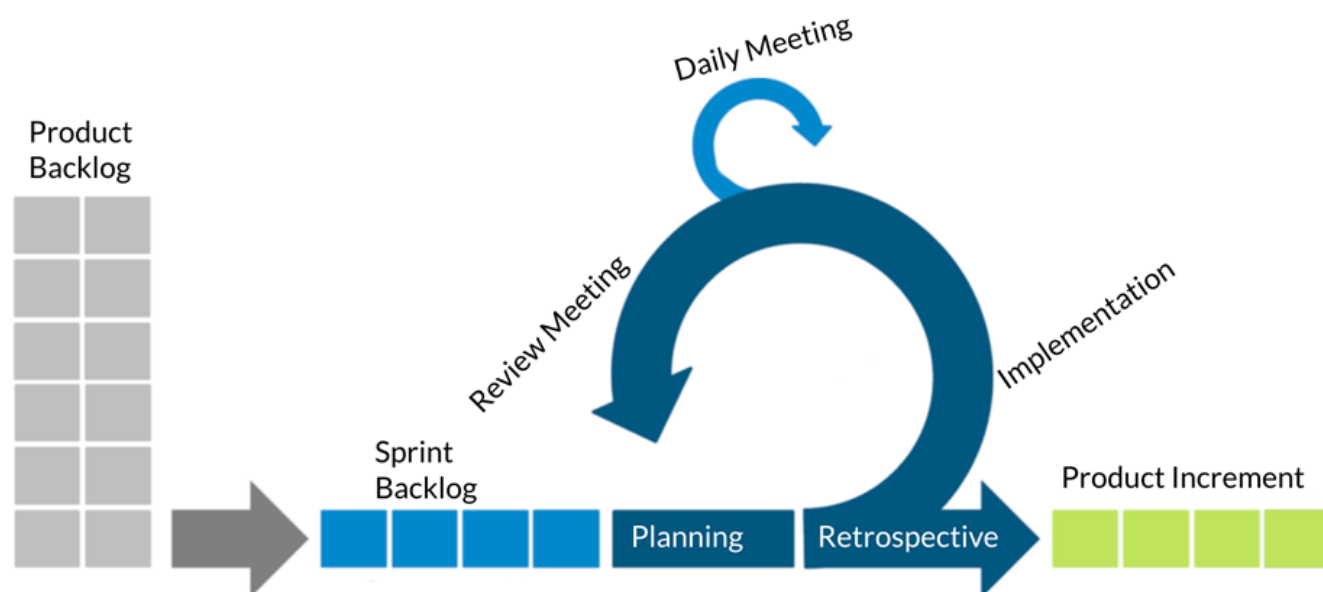 Daily Meeting
Product
Backlog
Review Meeting
Implementation
Sprint
Backlog
Product Increment
Planning
Retrospective